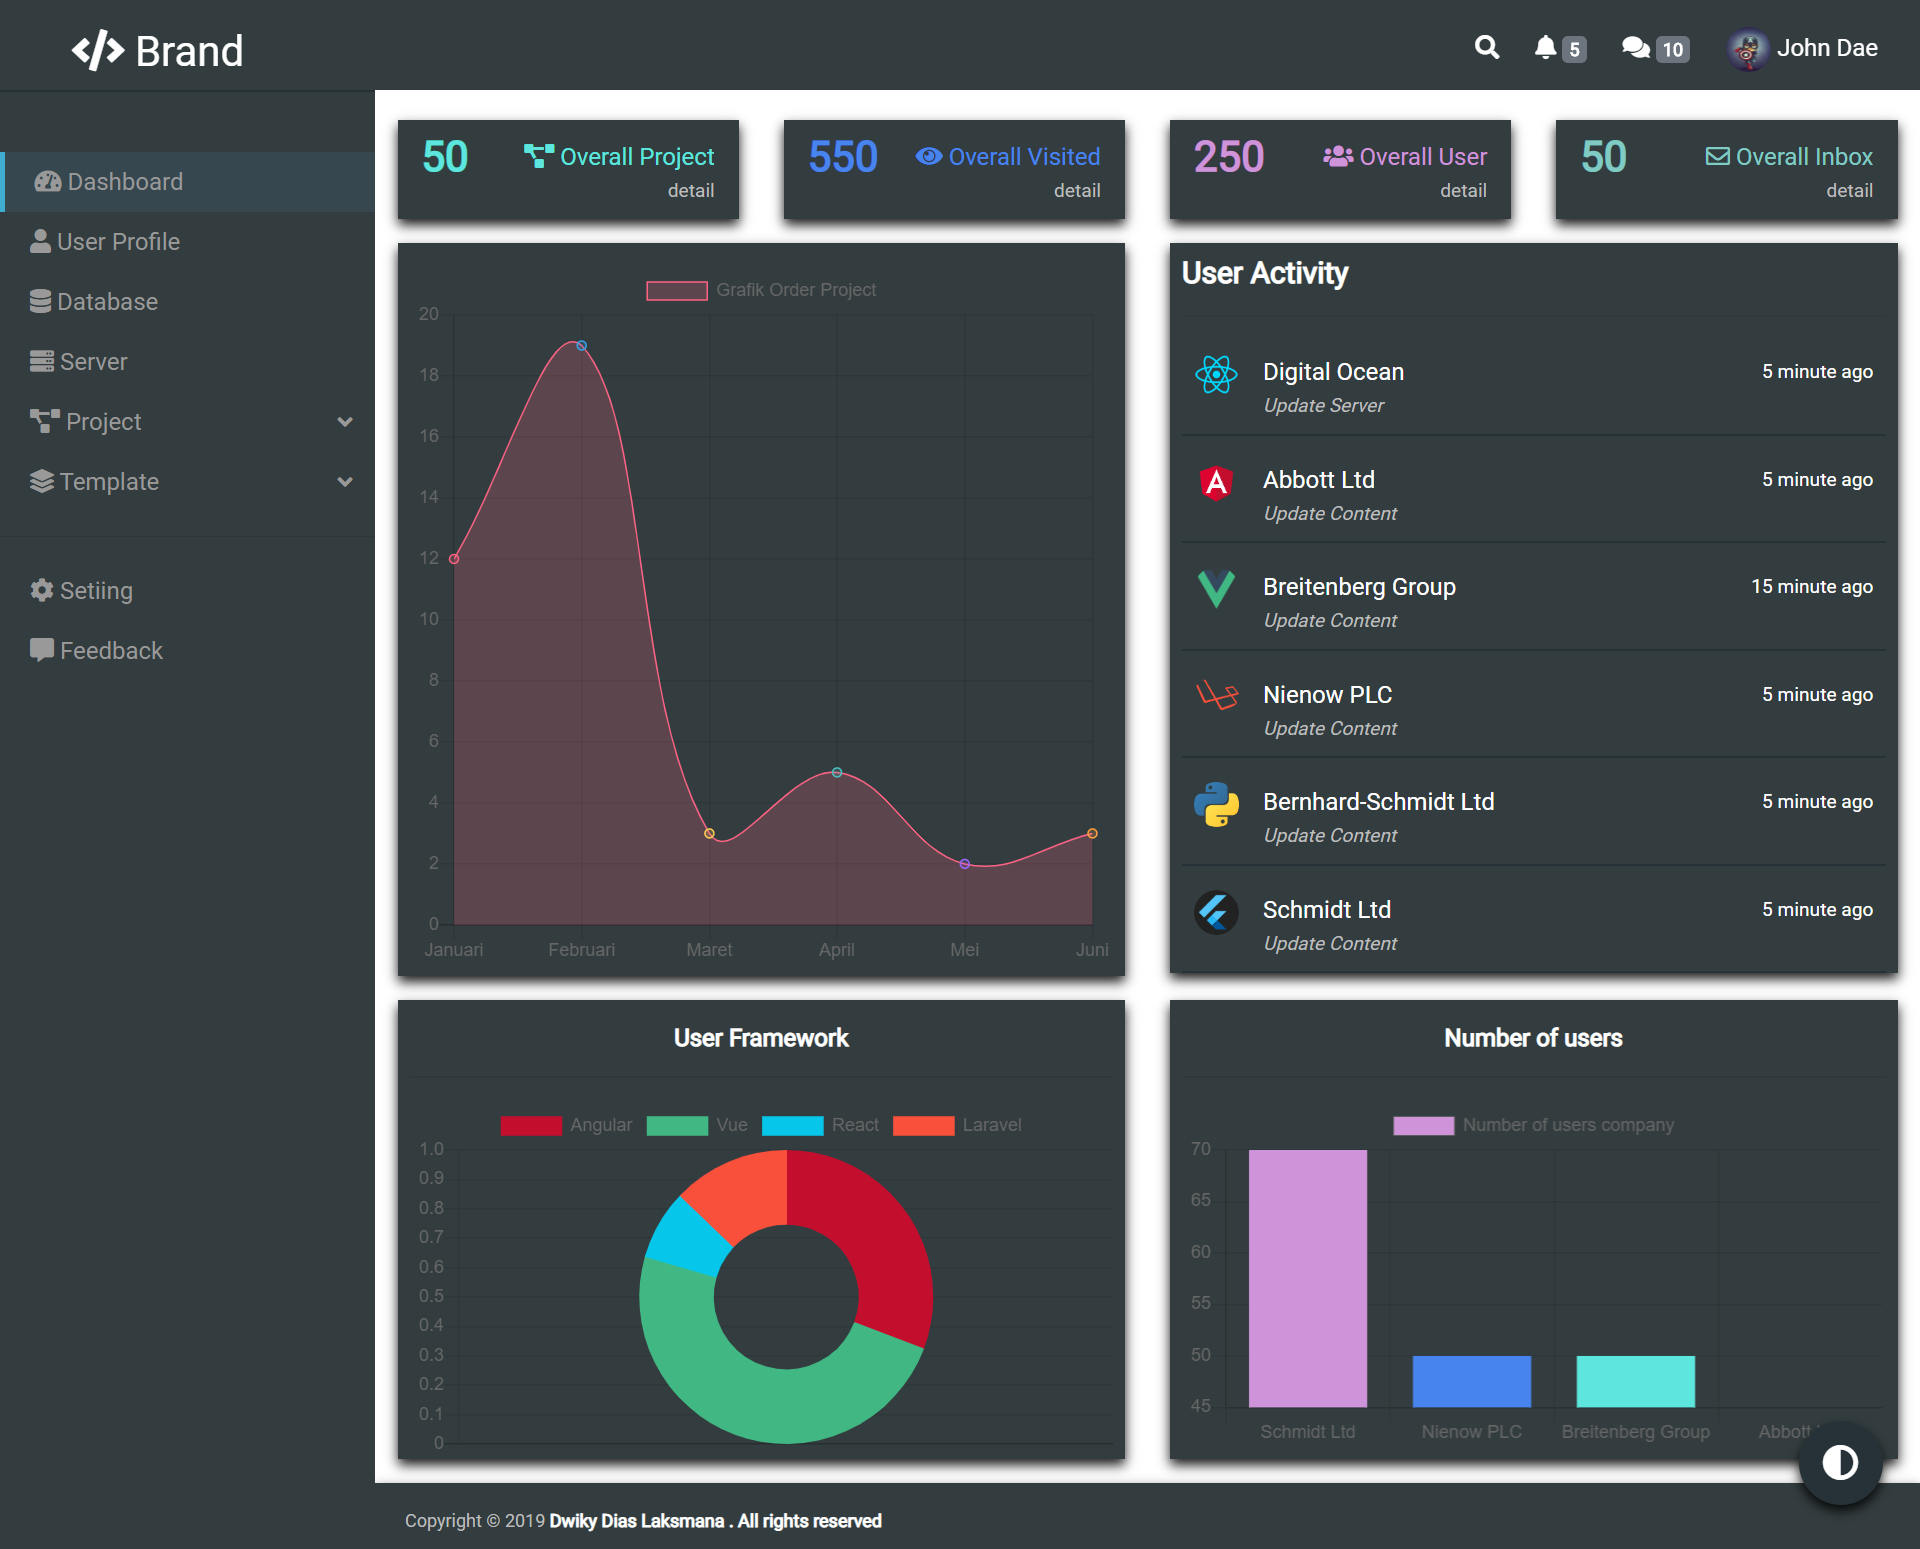 Brand
5
10
John Dae
Dashboard
User Profile
Database
Server
Project
Template
Setiing
Feedback
50 Overall Project
detail
550 Overall Visited
detail
250 Overall User
detail
50 Overall Inbox
detail
Grafik Order Project
20
18
16
14
12
10
8
6
4
2
0
Januari Februari Maret April Mei Juni
User Activity
Digital Ocean 5 minute ago
Update Server
Abbott Ltd 5 minute ago
Update Content
Breitenberg Group 15 minute ago
Update Content
Nienow PLC 5 minute ago
Update Content
Bernhard-Schmidt Ltd 5 minute ago
Update Content
Schmidt Ltd 5 minute ago
Update Content
User Framework
Angular Vue React Laravel
1.0
0.9
0.8
0.7
0.6
0.5
0.4
0.3
0.2
0.1
0
Number of users
Number of users company
70
65
60
55
50
45
Schmidt Ltd Nienow PLC Breitenberg Group Abbott
Copyright © 2019 Dwiky Dias Laksmana . All rights reserved